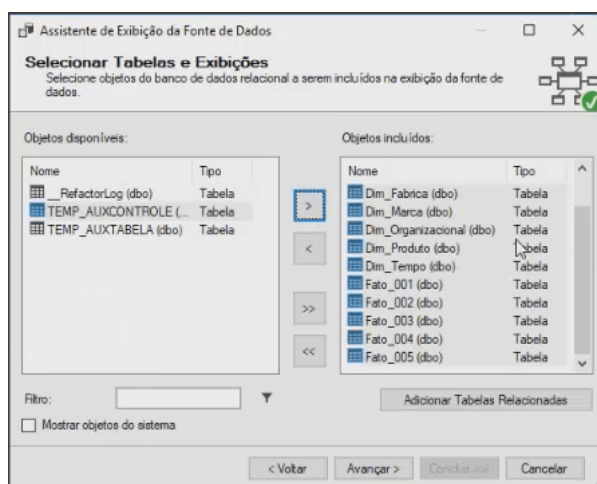 Assistente de Exibição da Fonte de Dados
Selecionar Tabelas e Exibições
Selecione objetos do banco de dados relacional a serem incluídos na exibição da fonte de
dados.
Objetos disponíveis:
Nome Tipo
__RefactorLog (dbo) Tabela
TEMP_AUXCONTROLE (... Tabela
TEMP_AUXTABELA (dbo) Tabela
>
<
>>
<<
Objetos incluídos:
Nome Tipo
Dim_Fabrica (dbo) Tabela
Dim_Marca (dbo) Tabela
Dim_Organizacional (dbo) Tabela
Dim_Produto (dbo) Tabela
Dim_Tempo (dbo) Tabela
Fato_001 (dbo) Tabela
Fato_002 (dbo) Tabela
Fato_003 (dbo) Tabela
Fato_004 (dbo) Tabela
Fato_005 (dbo) Tabela
Filtro:
Adicionar Tabelas Relacionadas
Mostrar objetos do sistema
< Voltar Avançar > Concluir >>| Cancelar